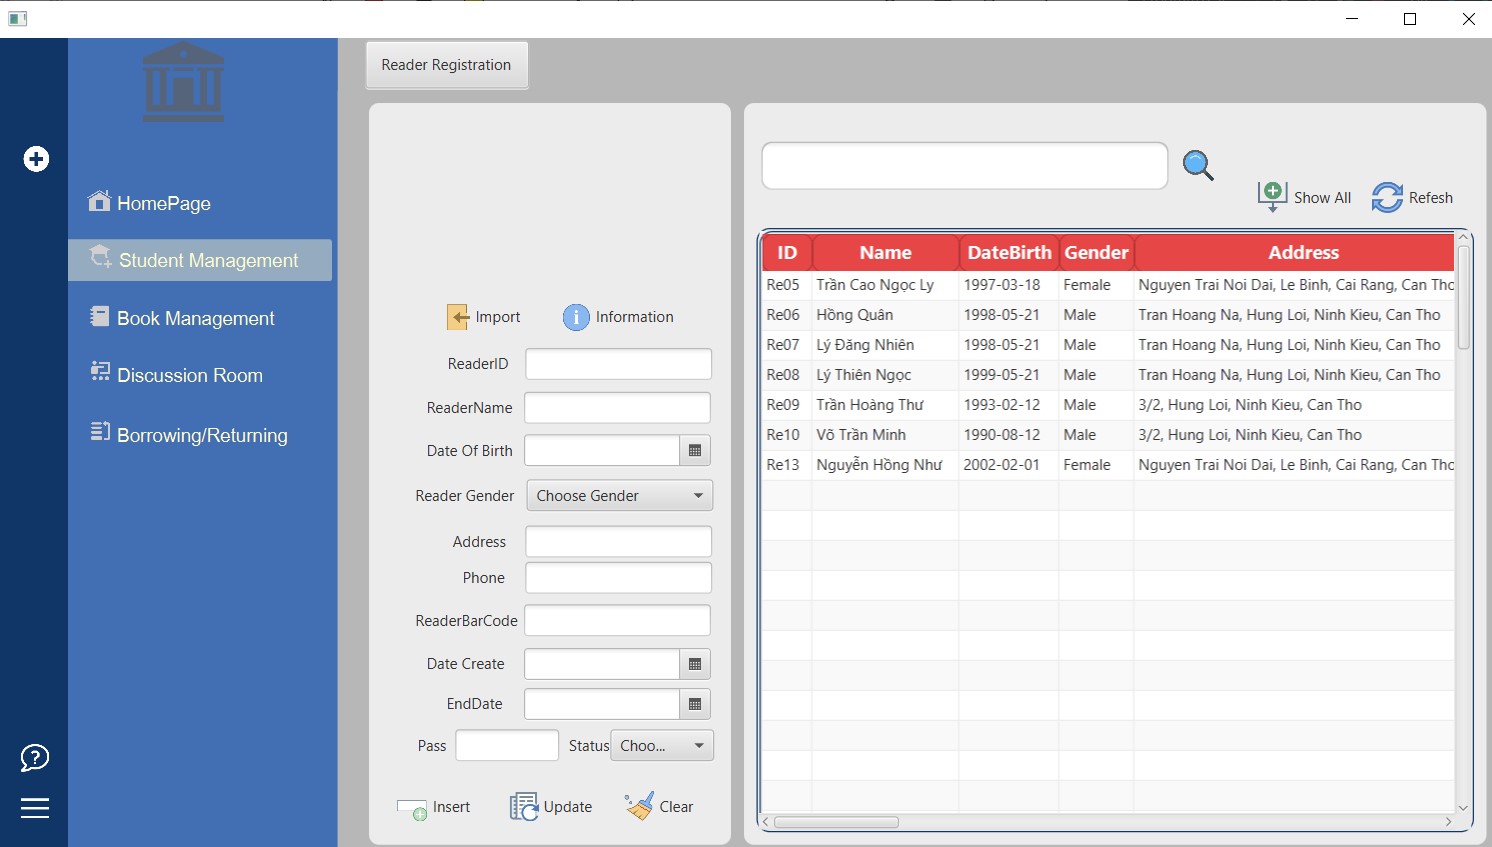 Reader Registration
HomePage
Student Management
Book Management
Discussion Room
Borrowing/Returning
Import
Information
ReaderID
ReaderName
Date Of Birth
Reader Gender Choose Gender
Address
Phone
ReaderBarCode
Date Create
EndDate
Pass Status Choo...
Insert Update Clear
Show All Refesh
ID Name DateBirth Gender Address
Re05 Trần Cao Ngọc Ly 1997-03-18 Female Nguyen Trai Noi Dai, Le Binh, Cai Rang, Can Tho
Re06 Hồng Quân 1998-05-21 Male Tran Hoang Na, Hung Loi, Ninh Kieu, Can Tho
Re07 Lý Đăng Nhiên 1998-05-21 Male Tran Hoang Na, Hung Loi, Ninh Kieu, Can Tho
Re08 Lý Thiên Ngọc 1999-05-21 Male Tran Hoang Na, Hung Loi, Ninh Kieu, Can Tho
Re09 Trần Hoàng Thư 1993-02-12 Male 3/2, Hung Loi, Ninh Kieu, Can Tho
Re10 Võ Trần Minh 1990-08-12 Male 3/2, Hung Loi, Ninh Kieu, Can Tho
Re13 Nguyễn Hồng Như 2002-02-01 Female Nguyen Trai Noi Dai, Le Binh, Cai Rang, Can Tho